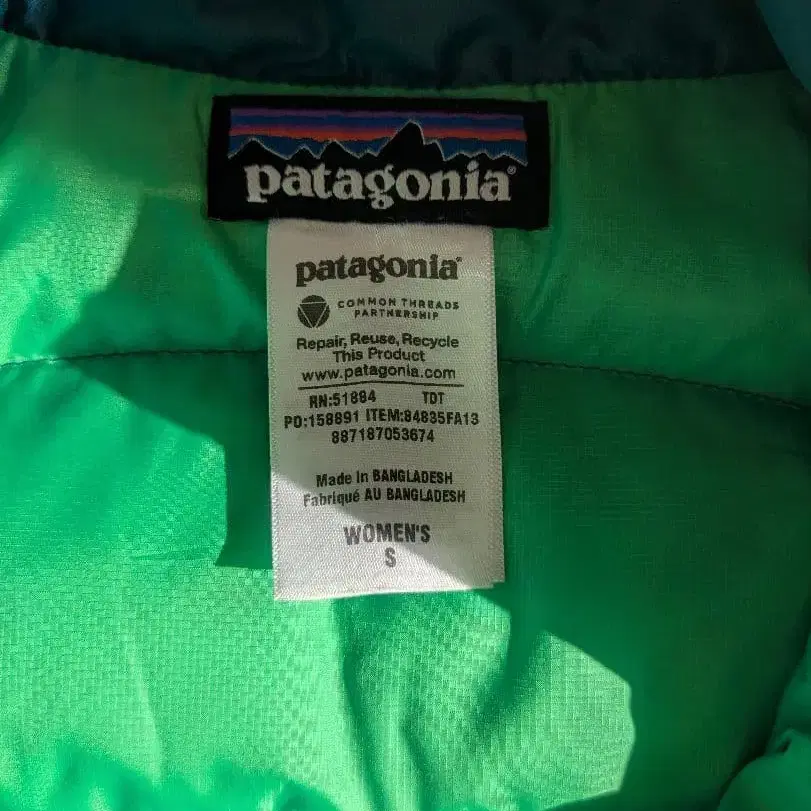 patagonia®
patagonia®
COMMON THREADS
PARTNERSHIP
Repair, Reuse, Recycle
This Product
www.patagonia.com
RN:51884 TDT
PO:158891 ITEM:84835FA13
887187053674
Made in BANGLADESH
Fabriqué AU BANGLADESH
WOMEN'S
S